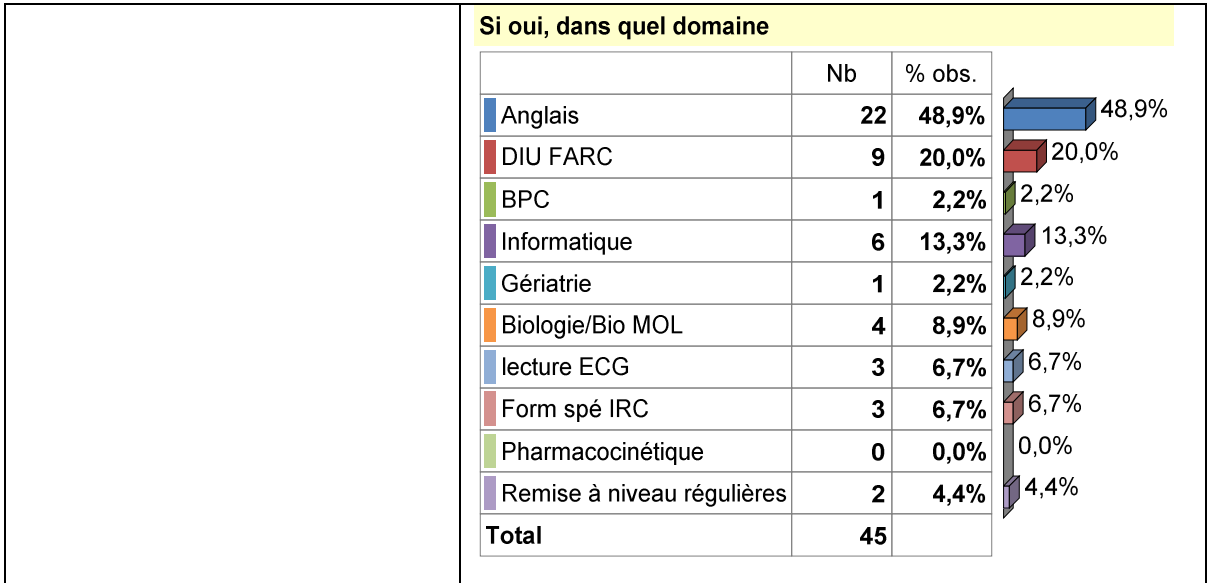 Si oui, dans quel domaine
Nb % obs.
Anglais 22 48,9% 48,9%
DIU FARC 9 20,0% 20,0%
BPC 1 2,2% 2,2%
Informatique 6 13,3% 13,3%
Gériatrie 1 2,2% 2,2%
Biologie/Bio MOL 4 8,9% 8,9%
lecture ECG 3 6,7% 6,7%
Form spé IRC 3 6,7% 6,7%
Pharmacocinétique 0 0,0% 0,0%
Remise à niveau régulières 2 4,4% 4,4%
Total 45